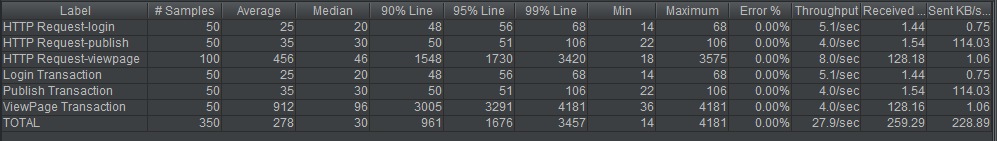 Label # Samples Average Median 90% Line 95% Line 99% Line Min Maximum Error % Throughput Received ... Sent KB/s...
HTTP Request-login 50 25 20 48 56 68 14 68 0.00% 5.1/sec 1.44 0.75
HTTP Request-publish 50 35 30 50 51 106 22 106 0.00% 4.0/sec 1.54 114.03
HTTP Request-viewpage 100 456 46 1548 1730 3420 18 3575 0.00% 8.0/sec 128.18 1.06
Login Transaction 50 25 20 48 56 68 14 68 0.00% 5.1/sec 1.44 0.75
Publish Transaction 50 35 30 50 51 106 22 106 0.00% 4.0/sec 1.54 114.03
ViewPage Transaction 50 912 96 3005 3291 4181 36 4181 0.00% 4.0/sec 128.16 1.06
TOTAL 350 278 30 961 1676 3457 14 4181 0.00% 27.9/sec 259.29 228.89